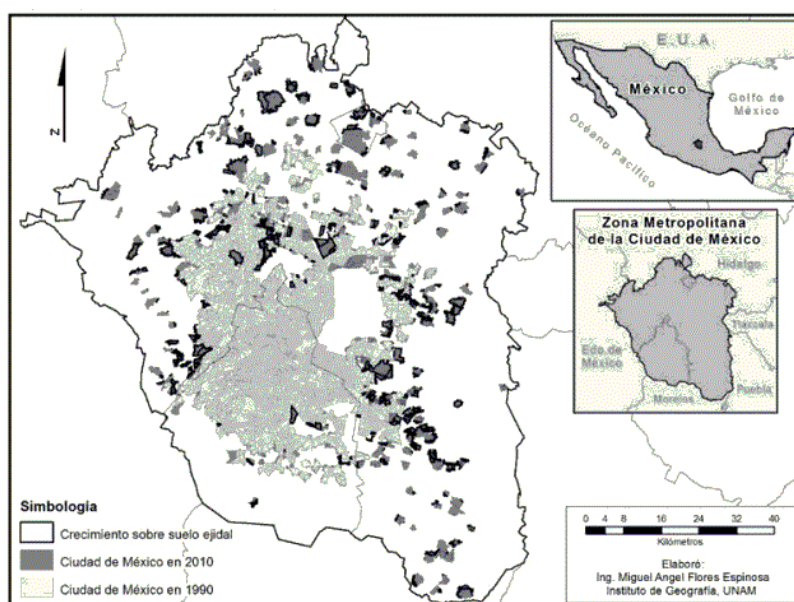 N
E. U. A
México
Golfo de
México
Océano Pacífico
Zona Metropolitana
de la Ciudad de México
Hidalgo
Tlaxcala
Edo de
México
Puebla
Morelos
Simbología
Crecimiento sobre suelo ejidal
Ciudad de México en 2010
Ciudad de México en 1990
0 4 8 16 24 32 40
Kilómetros
Elaboró:
Ing. Miguel Angel Flores Espinosa
Instituto de Geografía, UNAM